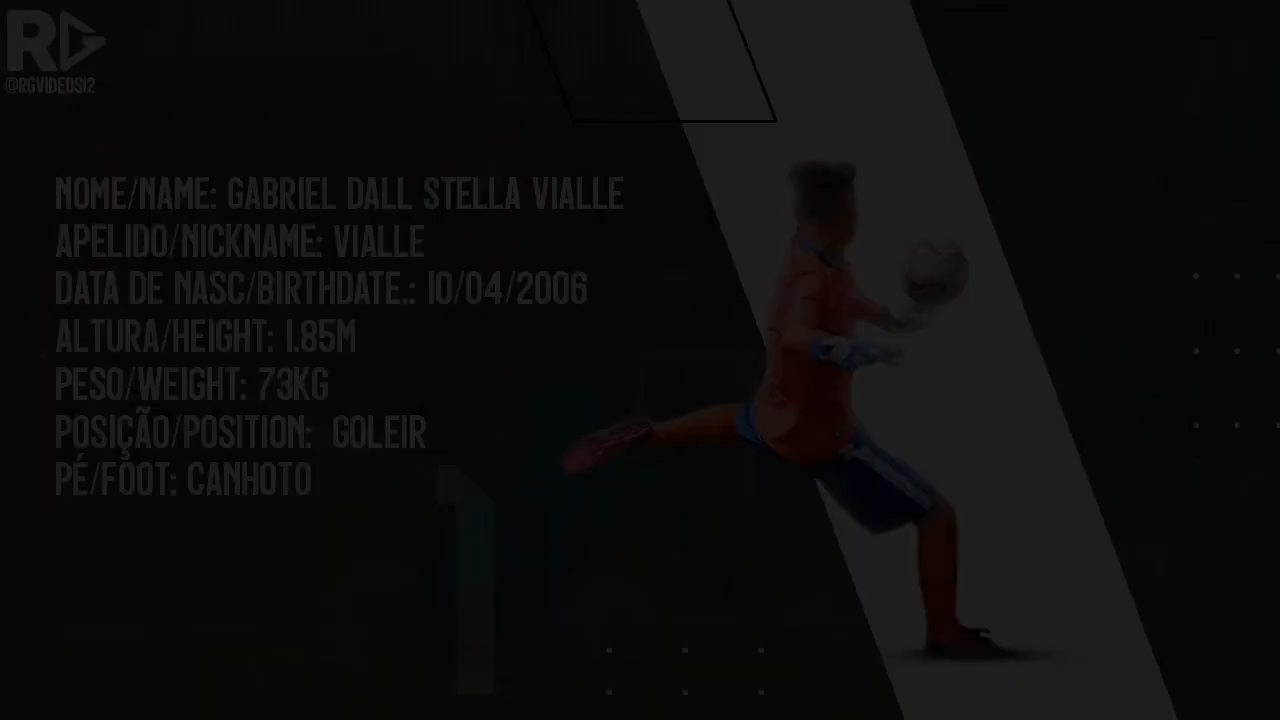 RG
@RGVIDEOS12
NOME/NAME: GABRIEL DALL STELLA VIALLE
APELIDO/NICKNAME: VIALLE
DATA DE NASC/BIRTHDATE.: 10/04/2006
ALTURA/HEIGHT: 1.85M
PESO/WEIGHT: 73KG
POSIÇÃO/POSITION: GOLEIR
PÉ/FOOT: CANHOTO